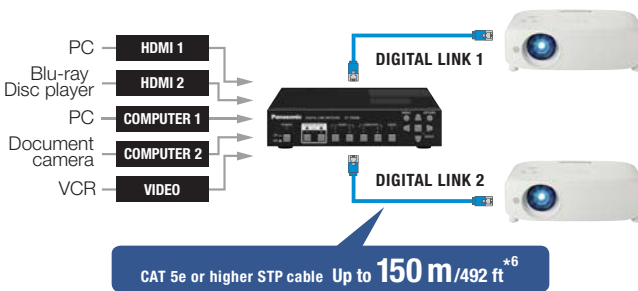 PC
HDMI 1
Blu-ray
Disc player
HDMI 2
PC
COMPUTER 1
Document
camera
COMPUTER 2
VCR
VIDEO
Panasonic
DIGITAL LINK 1
DIGITAL LINK 2
CAT 5e or higher STP cable Up to 150 m/492 ft*6